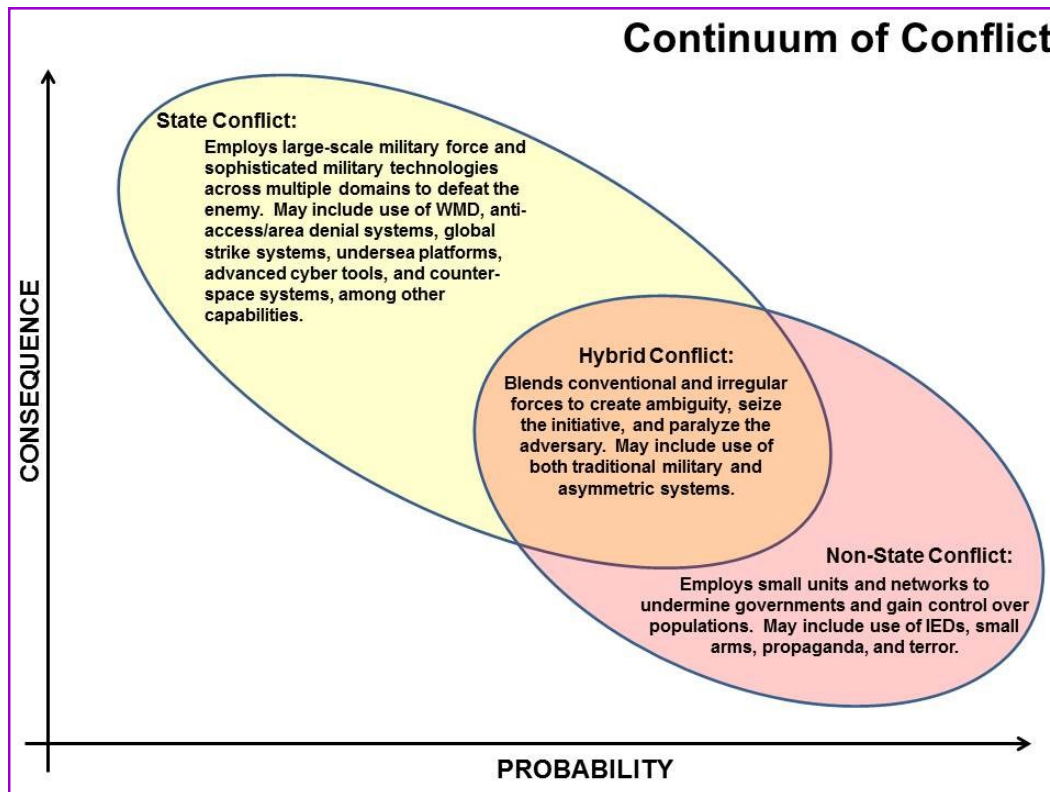 Continuum of Conflict
State Conflict:
Employs large-scale military force and
sophisticated military technologies
across multiple domains to defeat the
enemy.  May include use of WMD, anti-
access/area denial systems, global
strike systems, undersea platforms,
advanced cyber tools, and counter-
space systems, among other
capabilities.
Hybrid Conflict:
Blends conventional and irregular
forces to create ambiguity, seize
the initiative, and paralyze the
adversary.  May include use of
both traditional military and
asymmetric systems.
Non-State Conflict:
Employs small units and networks to
undermine governments and gain control over
populations.  May include use of IEDs, small
arms, propaganda, and terror.
CONSEQUENCE
PROBABILITY